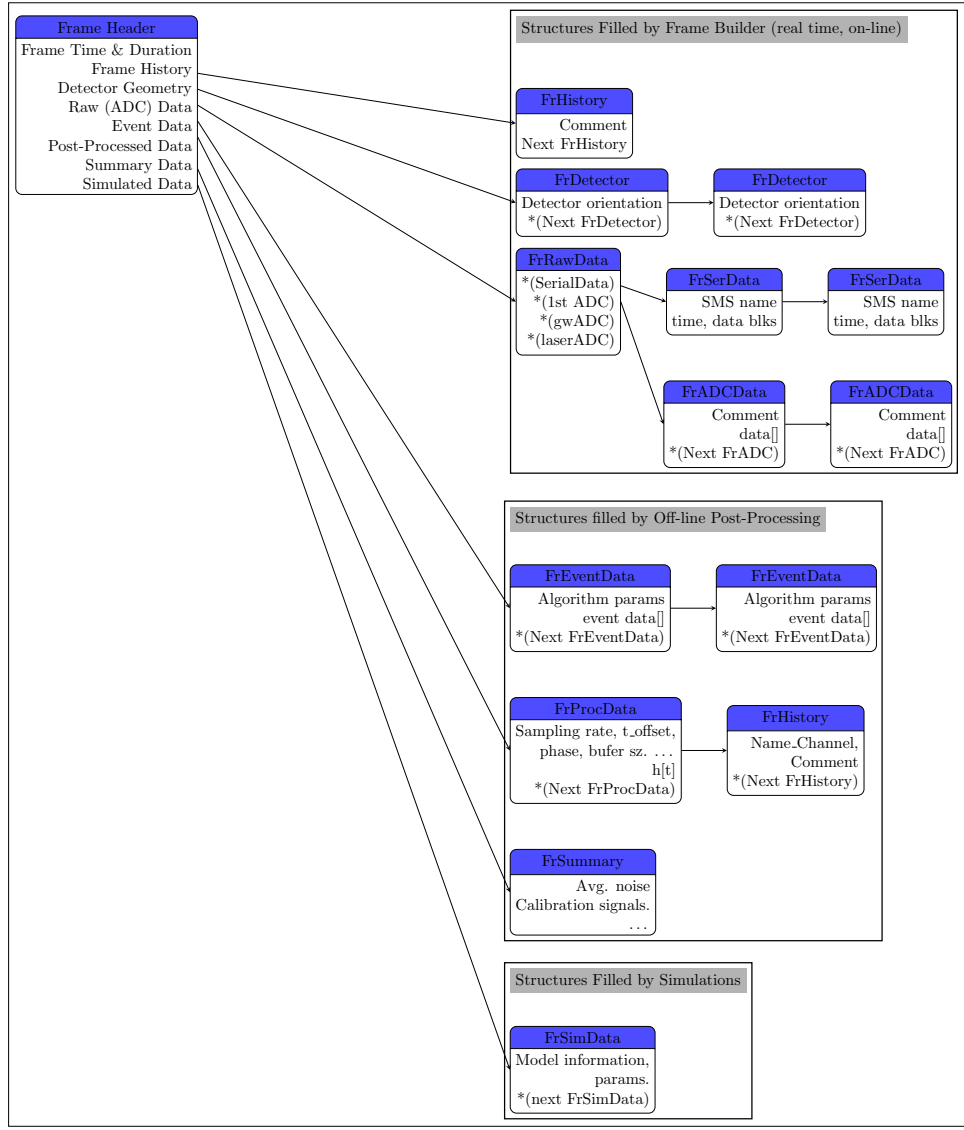 Frame Header
Frame Time & Duration
Frame History
Detector Geometry
Raw (ADC) Data
Event Data
Post-Processed Data
Summary Data
Simulated Data
Structures Filled by Frame Builder (real time, on-line)
FrHistory
Comment
Next FrHistory
FrDetector
Detector orientation
*(Next FrDetector)
FrDetector
Detector orientation
*(Next FrDetector)
FrRawData
*(SerialData)
*(1st ADC)
*(gwADC)
*(laserADC)
FrSerData
SMS name
time, data blks
FrSerData
SMS name
time, data blks
FrADCData
Comment
data[]
*(Next FrADC)
FrADCData
Comment
data[]
*(Next FrADC)
Structures filled by Off-line Post-Processing
FrEventData
Algorithm params
event data[]
*(Next FrEventData)
FrEventData
Algorithm params
event data[]
*(Next FrEventData)
FrProcData
Sampling rate, t_offset,
phase, bufer sz. ...
h[t]
*(Next FrProcData)
FrHistory
Name_Channel,
Comment
*(Next FrHistory)
FrSummary
Avg. noise
Calibration signals.
...
Structures Filled by Simulations
FrSimData
Model information,
params.
*(next FrSimData)